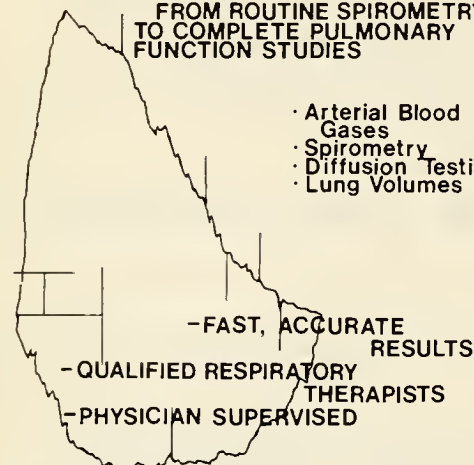 FROM ROUTINE SPIROMETRY
TO COMPLETE PULMONARY
FUNCTION STUDIES
· Arterial Blood
Gases
· Spirometry
· Diffusion Testi
· Lung Volumes
-FAST, ACCURATE
RESULTS
-QUALIFIED RESPIRATORY
THERAPISTS
-PHYSICIAN SUPERVISED